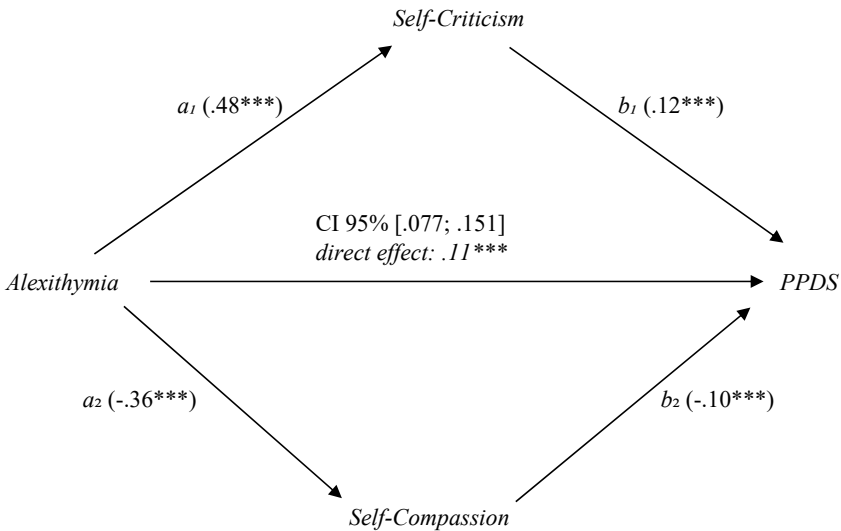 Self-Criticism
a₁ (.48***)
b₁ (.12***)
CI 95% [.077; .151]
direct effect: .11***
Alexithymia
PPDS
a₂ (-.36***)
b₂ (-.10***)
Self-Compassion